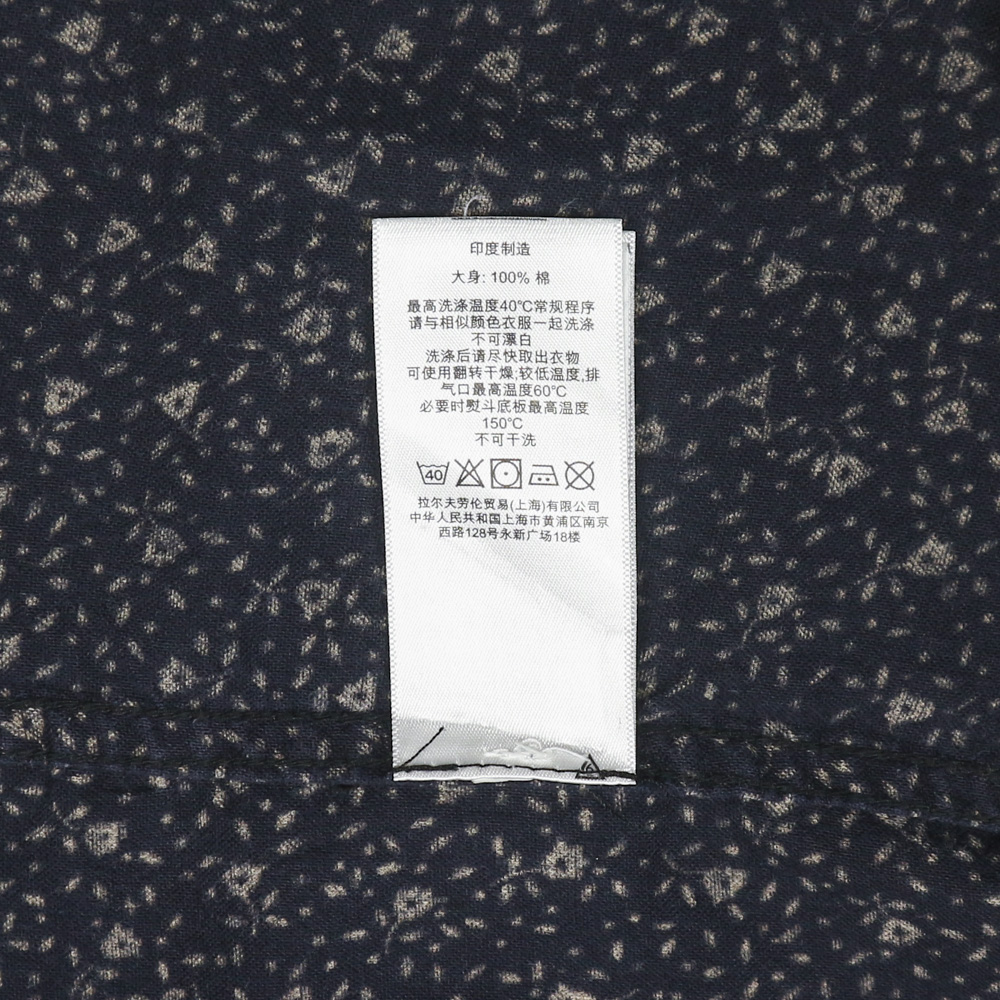 印度制造
大身: 100% 棉
最高洗涤温度40℃常规程序
请与相似颜色衣服一起洗涤
不可漂白
洗涤后请尽快取出衣物
可使用翻转干燥;较低温度,排
气口最高温度60℃
必要时熨斗底板最高温度
150℃
不可干洗
40
拉尔夫劳伦贸易(上海)有限公司
中华人民共和国上海市黄浦区南京
西路128号永新广场18楼